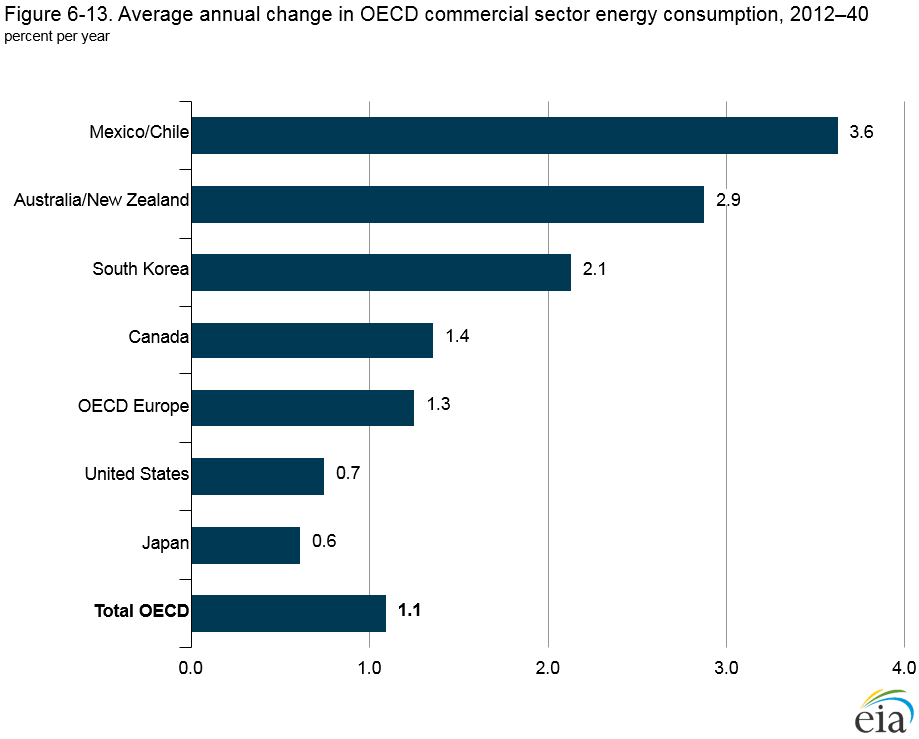 Figure 6-13. Average annual change in OECD commercial sector energy consumption, 2012–40
percent per year
Mexico/Chile 3.6
Australia/New Zealand 2.9
South Korea 2.1
Canada 1.4
OECD Europe 1.3
United States 0.7
Japan 0.6
Total OECD 1.1
0.0 1.0 2.0 3.0 4.0
eia